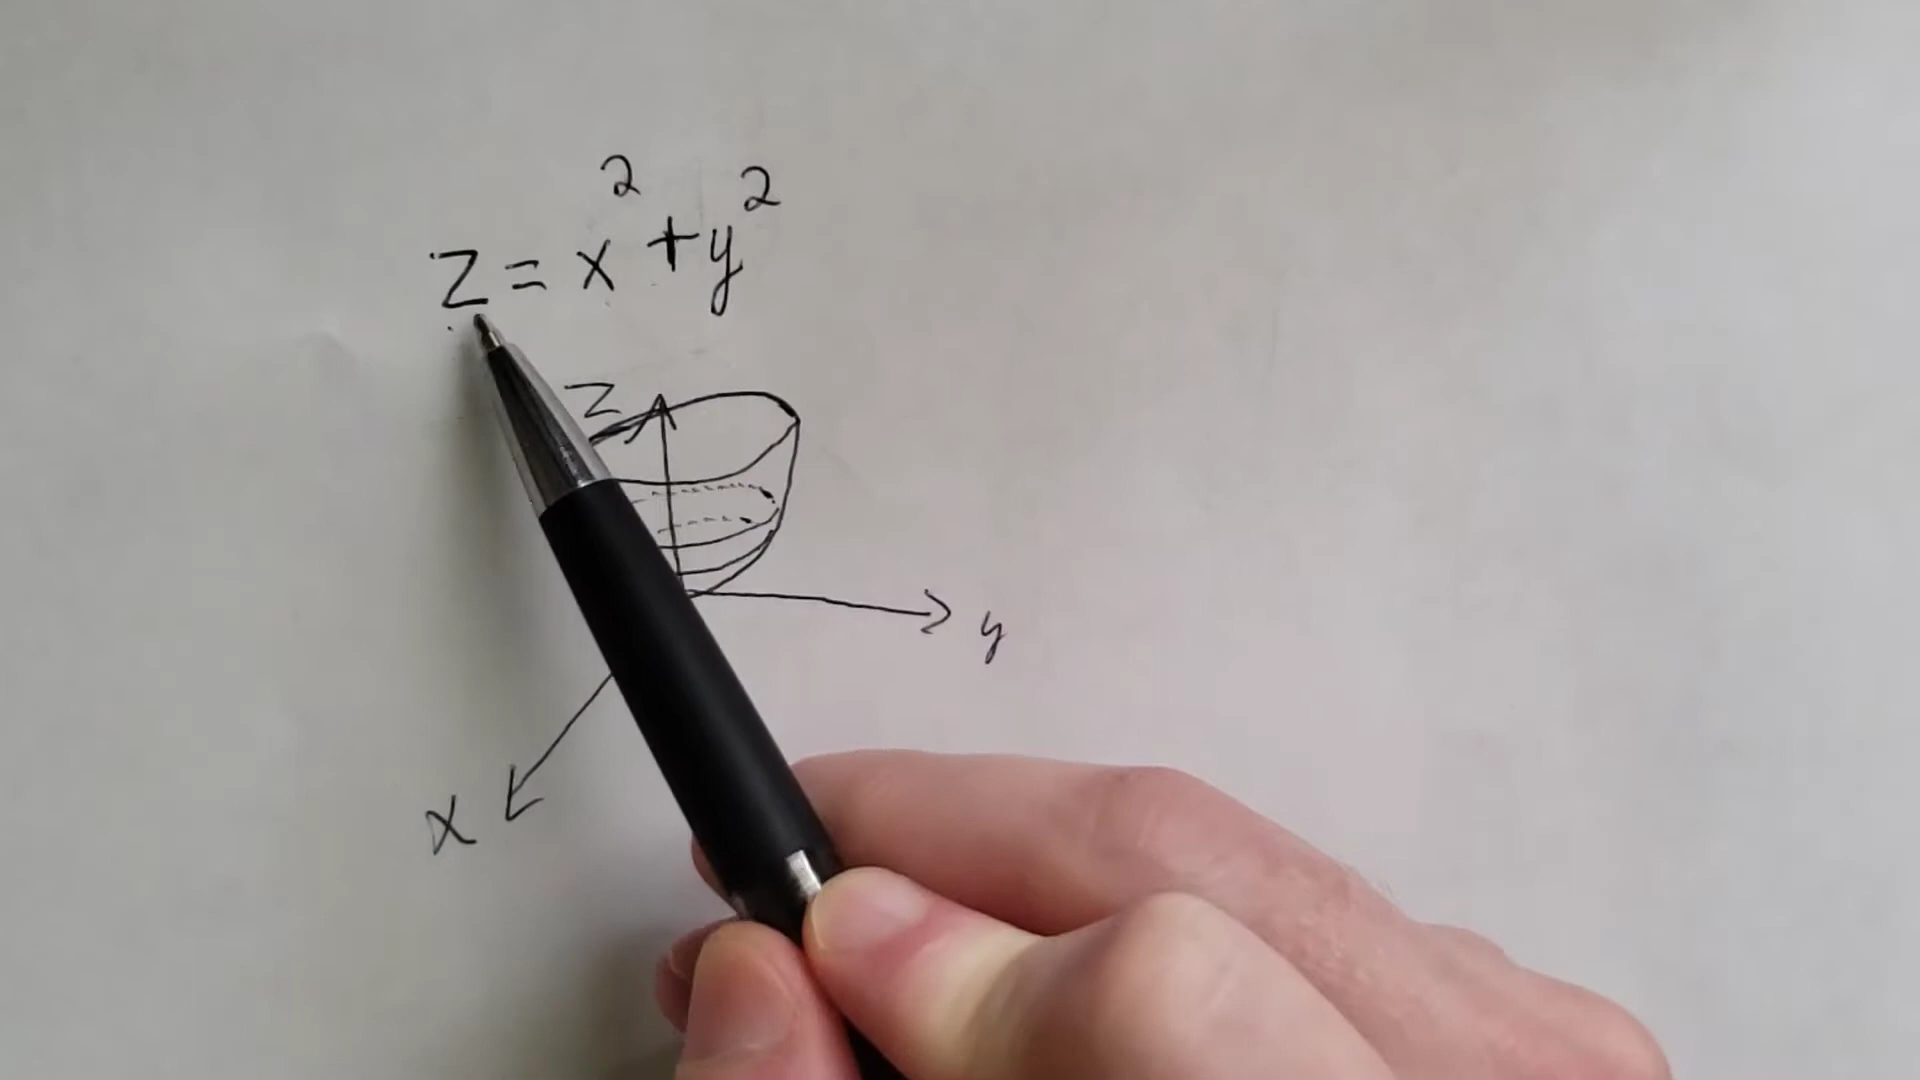 z = x² + y²
z
y
x